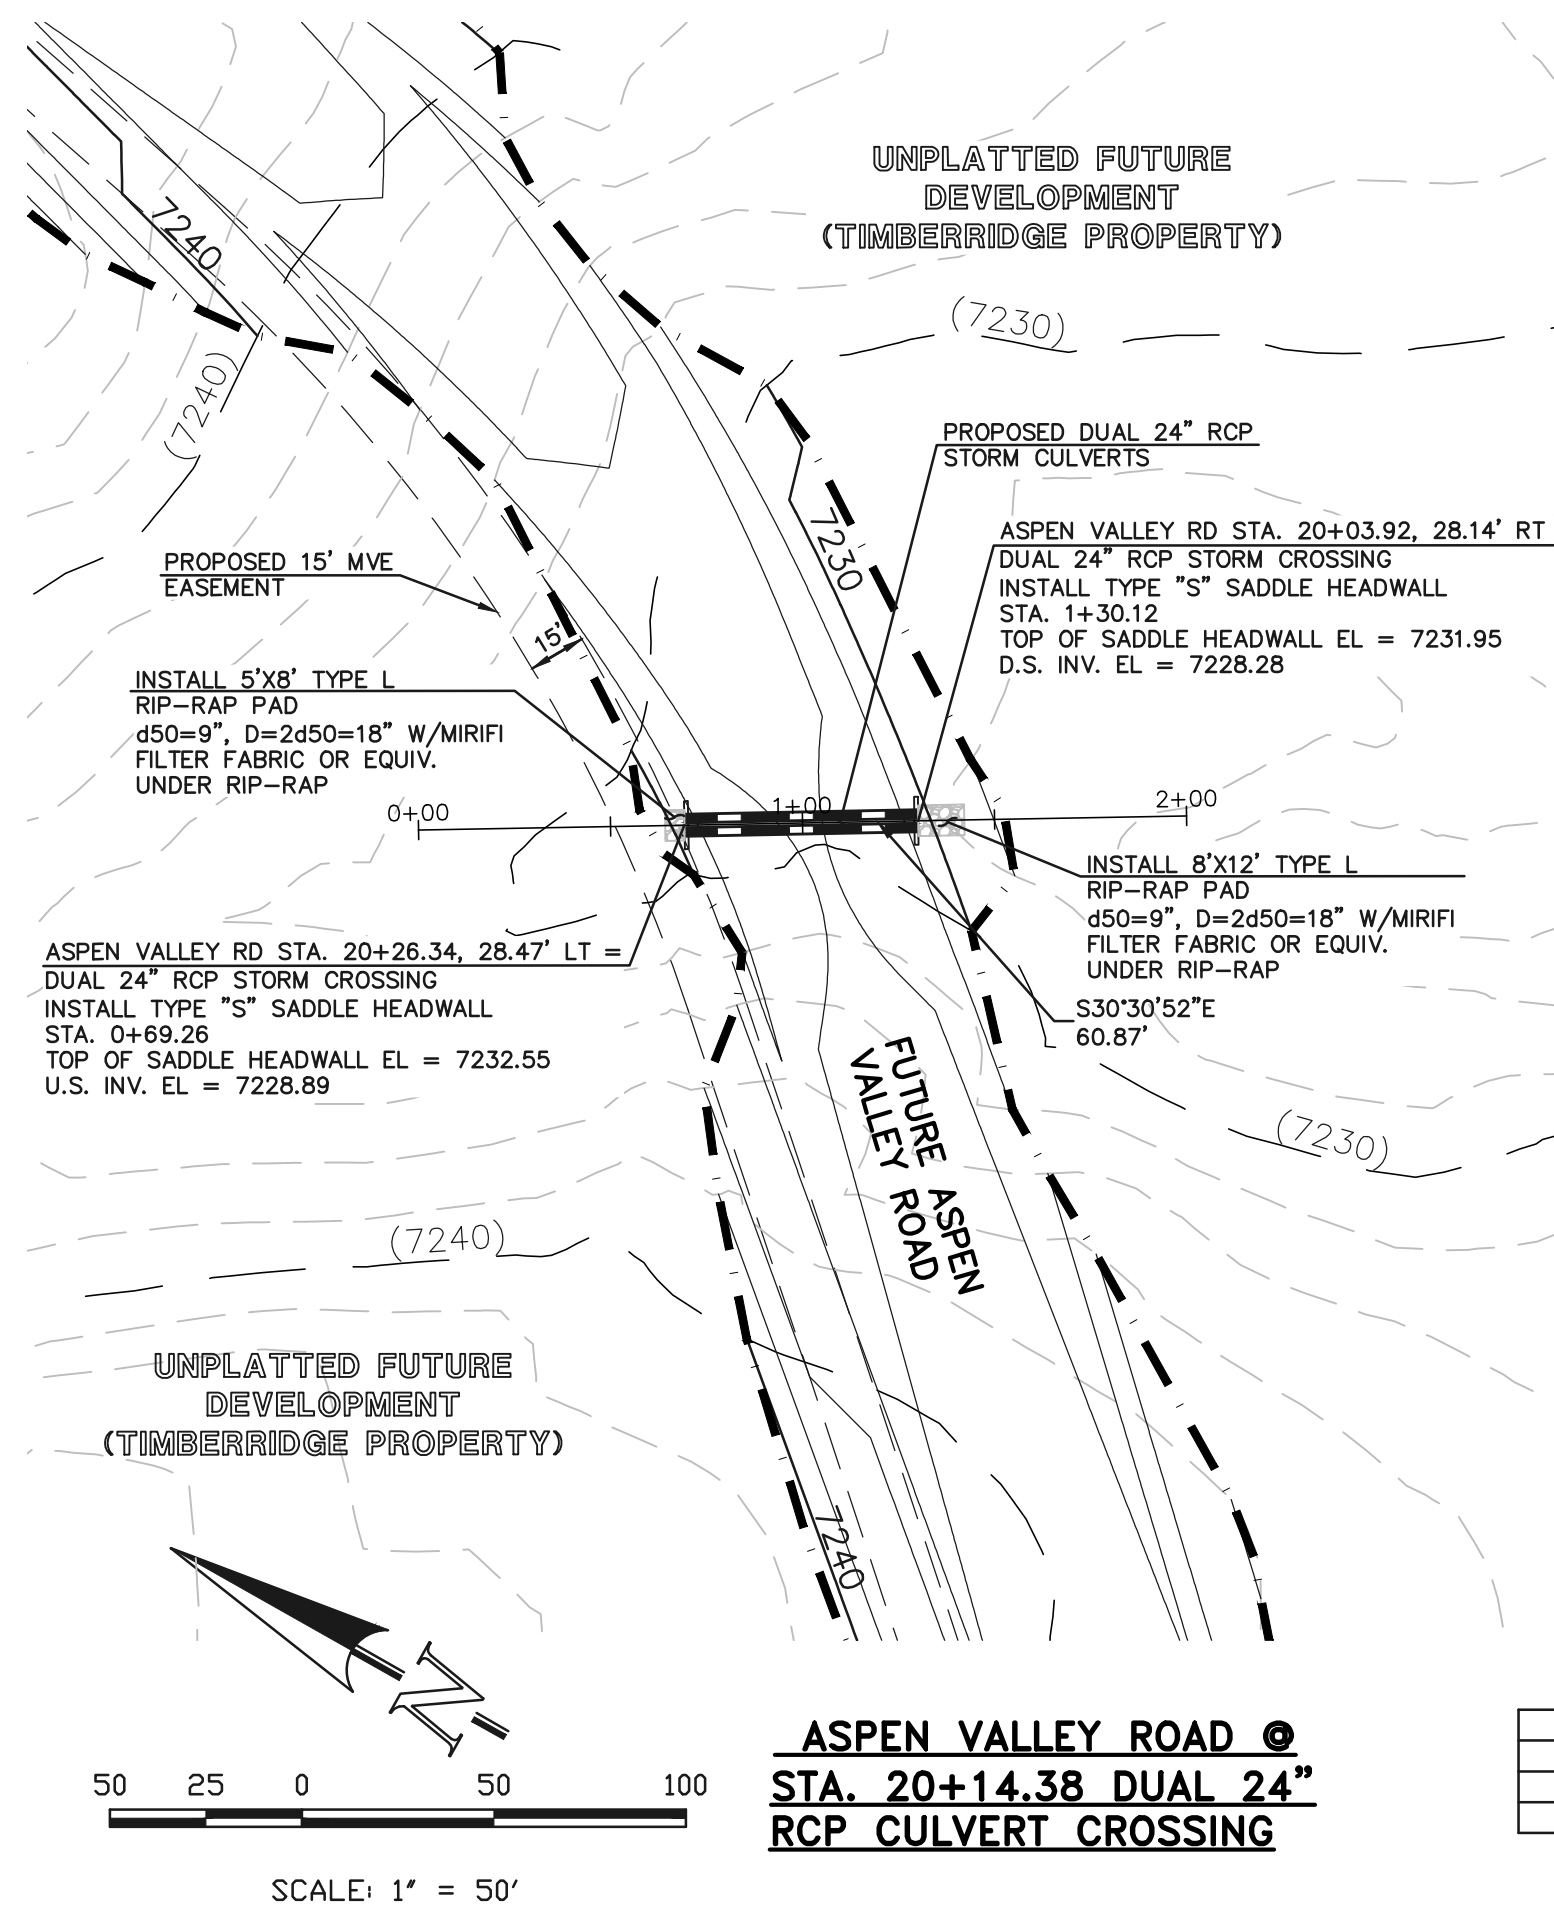 UNPLATTED FUTURE
DEVELOPMENT
(TIMBERRIDGE PROPERTY)
7240
(7230)
(7240)
PROPOSED DUAL 24" RCP
STORM CULVERTS
7230
ASPEN VALLEY RD STA. 20+03.92, 28.14' RT
DUAL 24" RCP STORM CROSSING
INSTALL TYPE "S" SADDLE HEADWALL
STA. 1+30.12
TOP OF SADDLE HEADWALL EL = 7231.95
D.S. INV. EL = 7228.28
PROPOSED 15' MVE
EASEMENT
15'
INSTALL 5'X8' TYPE L
RIP-RAP PAD
d50=9", D=2d50=18" W/MIRIFI
FILTER FABRIC OR EQUIV.
UNDER RIP-RAP
0+00
1+00
2+00
INSTALL 8'X12' TYPE L
RIP-RAP PAD
d50=9", D=2d50=18" W/MIRIFI
FILTER FABRIC OR EQUIV.
UNDER RIP-RAP
ASPEN VALLEY RD STA. 20+26.34, 28.47' LT =
DUAL 24" RCP STORM CROSSING
INSTALL TYPE "S" SADDLE HEADWALL
STA. 0+69.26
TOP OF SADDLE HEADWALL EL = 7232.55
U.S. INV. EL = 7228.89
S30°30'52"E
60.87'
FUTURE ASPEN
VALLEY ROAD
(7230)
(7240)
UNPLATTED FUTURE
DEVELOPMENT
(TIMBERRIDGE PROPERTY)
7240
N
ASPEN VALLEY ROAD @
STA. 20+14.38 DUAL 24"
RCP CULVERT CROSSING
50 25 0 50 100
SCALE: 1" = 50'